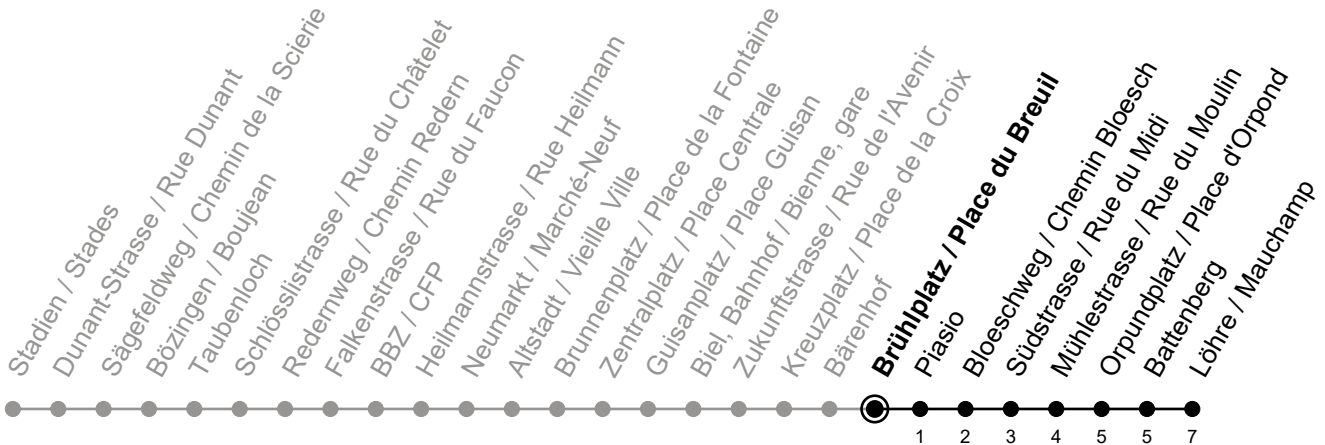 Stadien / Stades
Dunant-Strasse / Rue Dunant
Sägefeldweg / Chemin de la Scierie
Bözingen / Boujean
Taubenloch
Schlösslistrasse / Rue du Châtelet
Redernweg / Chemin Redern
Falkenstrasse / Rue du Faucon
BBZ / CFP
Heilmannstrasse / Rue Heilmann
Neumarkt / Marché-Neuf
Altstadt / Vieille Ville
Brunnenplatz / Place de la Fontaine
Zentralplatz / Place Centrale
Guisanplatz / Place Guisan
Biel, Bahnhof / Bienne, gare
Zukunftstrasse / Rue de l'Avenir
Kreuzplatz / Place de la Croix
Bärenhof
Brühlplatz / Place du Breuil
Piasio
Bloeschweg / Chemin Bloesch
Südstrasse / Rue du Midi
Mühlestrasse / Rue du Moulin
Orpundplatz / Place d'Orpond
Battenberg
Löhre / Mauchamp
1 2 3 4 5 5 7